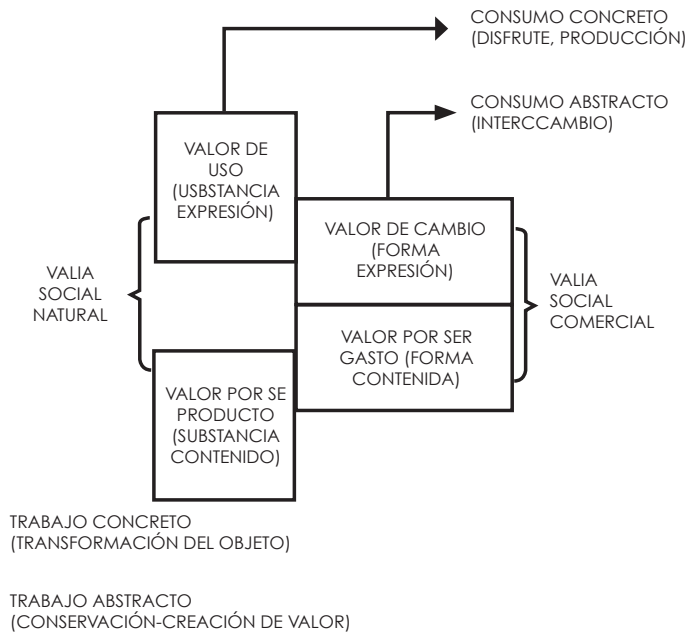 CONSUMO CONCRETO
(DISFRUTE, PRODUCCIÓN)
CONSUMO ABSTRACTO
(INTERCCAMBIO)
VALOR DE
USO
(USBSTANCIA
EXPRESIÓN)
VALOR DE CAMBIO
(FORMA
EXPRESIÓN)
VALIA
SOCIAL
NATURAL
VALIA
SOCIAL
COMERCIAL
VALOR POR SER
GASTO (FORMA
CONTENIDA)
VALOR POR SE
PRODUCTO
(SUBSTANCIA
CONTENIDO)
TRABAJO CONCRETO
(TRANSFORMACIÓN DEL OBJETO)
TRABAJO ABSTRACTO
(CONSERVACIÓN-CREACIÓN DE VALOR)